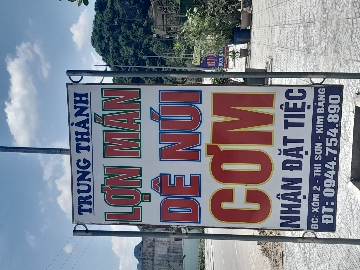 TRUNG THÀNH
LỢN MÁN
DÊ NÚI
CƠM
NHẬN ĐẶT TIỆC
ĐC: XÓM 2 - THI SƠN - KIM BẢNG
ĐT: 0944.754.890